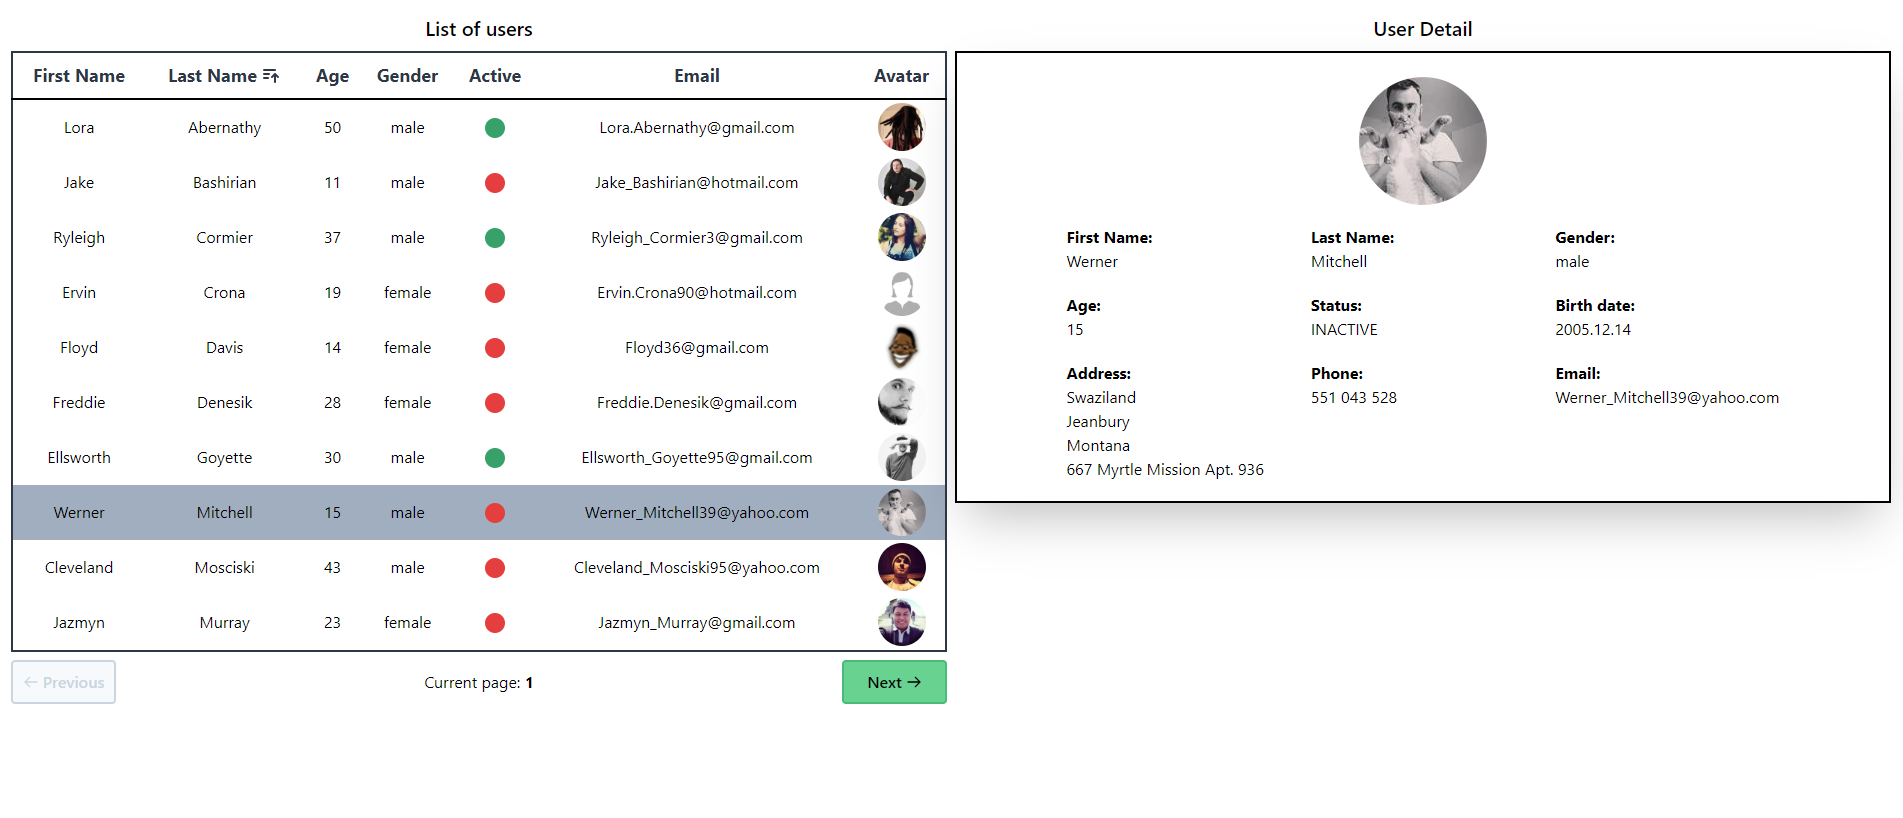 List of users
First Name Last Name Age Gender Active Email Avatar
Lora Abernathy 50 male Lora.Abernathy@gmail.com
Jake Bashirian 11 male Jake_Bashirian@hotmail.com
Ryleigh Cormier 37 male Ryleigh_Cormier3@gmail.com
Ervin Crona 19 female Ervin.Crona90@hotmail.com
Floyd Davis 14 female Floyd36@gmail.com
Freddie Denesik 28 female Freddie.Denesik@gmail.com
Ellsworth Goyette 30 male Ellsworth_Goyette95@gmail.com
Werner Mitchell 15 male Werner_Mitchell39@yahoo.com
Cleveland Mosciski 43 male Cleveland_Mosciski95@yahoo.com
Jazmyn Murray 23 female Jazmyn_Murray@gmail.com
← Previous Current page: 1 Next →
User Detail
First Name: Last Name: Gender:
Werner Mitchell male
Age: Status: Birth date:
15 INACTIVE 2005.12.14
Address: Phone: Email:
Swaziland 551 043 528 Werner_Mitchell39@yahoo.com
Jeanbury
Montana
667 Myrtle Mission Apt. 936